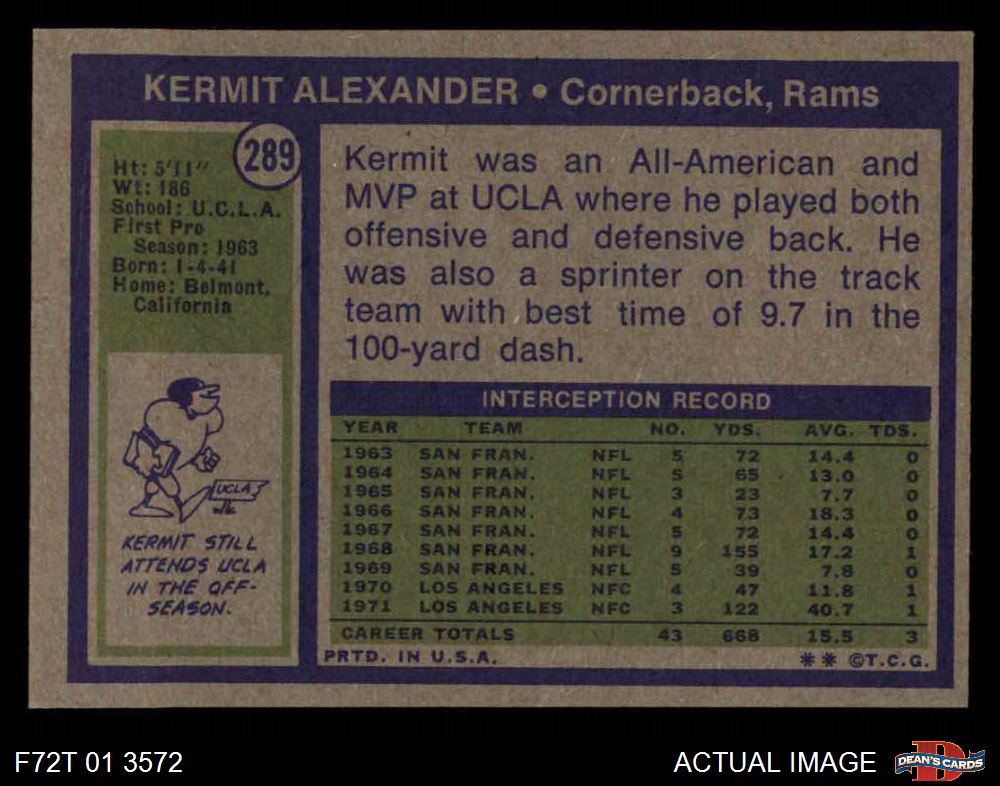 KERMIT ALEXANDER • Cornerback, Rams
289
Ht: 5'11"
Wt: 186
School: U.C.L.A.
First Pro
Season: 1963
Born: 1-4-41
Home: Belmont,
California
UCLA
KERMIT STILL
ATTENDS UCLA
IN THE OFF-
SEASON.
Kermit was an All-American and
MVP at UCLA where he played both
offensive and defensive back. He
was also a sprinter on the track
team with best time of 9.7 in the
100-yard dash.
INTERCEPTION RECORD
YEAR TEAM NO. YDS. AVG. TDS.
1963 SAN FRAN. NFL 5 72 14.4 0
1964 SAN FRAN. NFL 5 65 13.0 0
1965 SAN FRAN. NFL 3 23 7.7 0
1966 SAN FRAN. NFL 4 73 18.3 0
1967 SAN FRAN. NFL 5 72 14.4 0
1968 SAN FRAN. NFL 9 155 17.2 1
1969 SAN FRAN. NFL 5 39 7.8 0
1970 LOS ANGELES NFC 4 47 11.8 1
1971 LOS ANGELES NFC 3 122 40.7 1
CAREER TOTALS 43 668 15.5 3
PRTD. IN U.S.A. ** ©T.C.G.
F72T 01 3572
ACTUAL IMAGE
D
DEAN'S CARDS